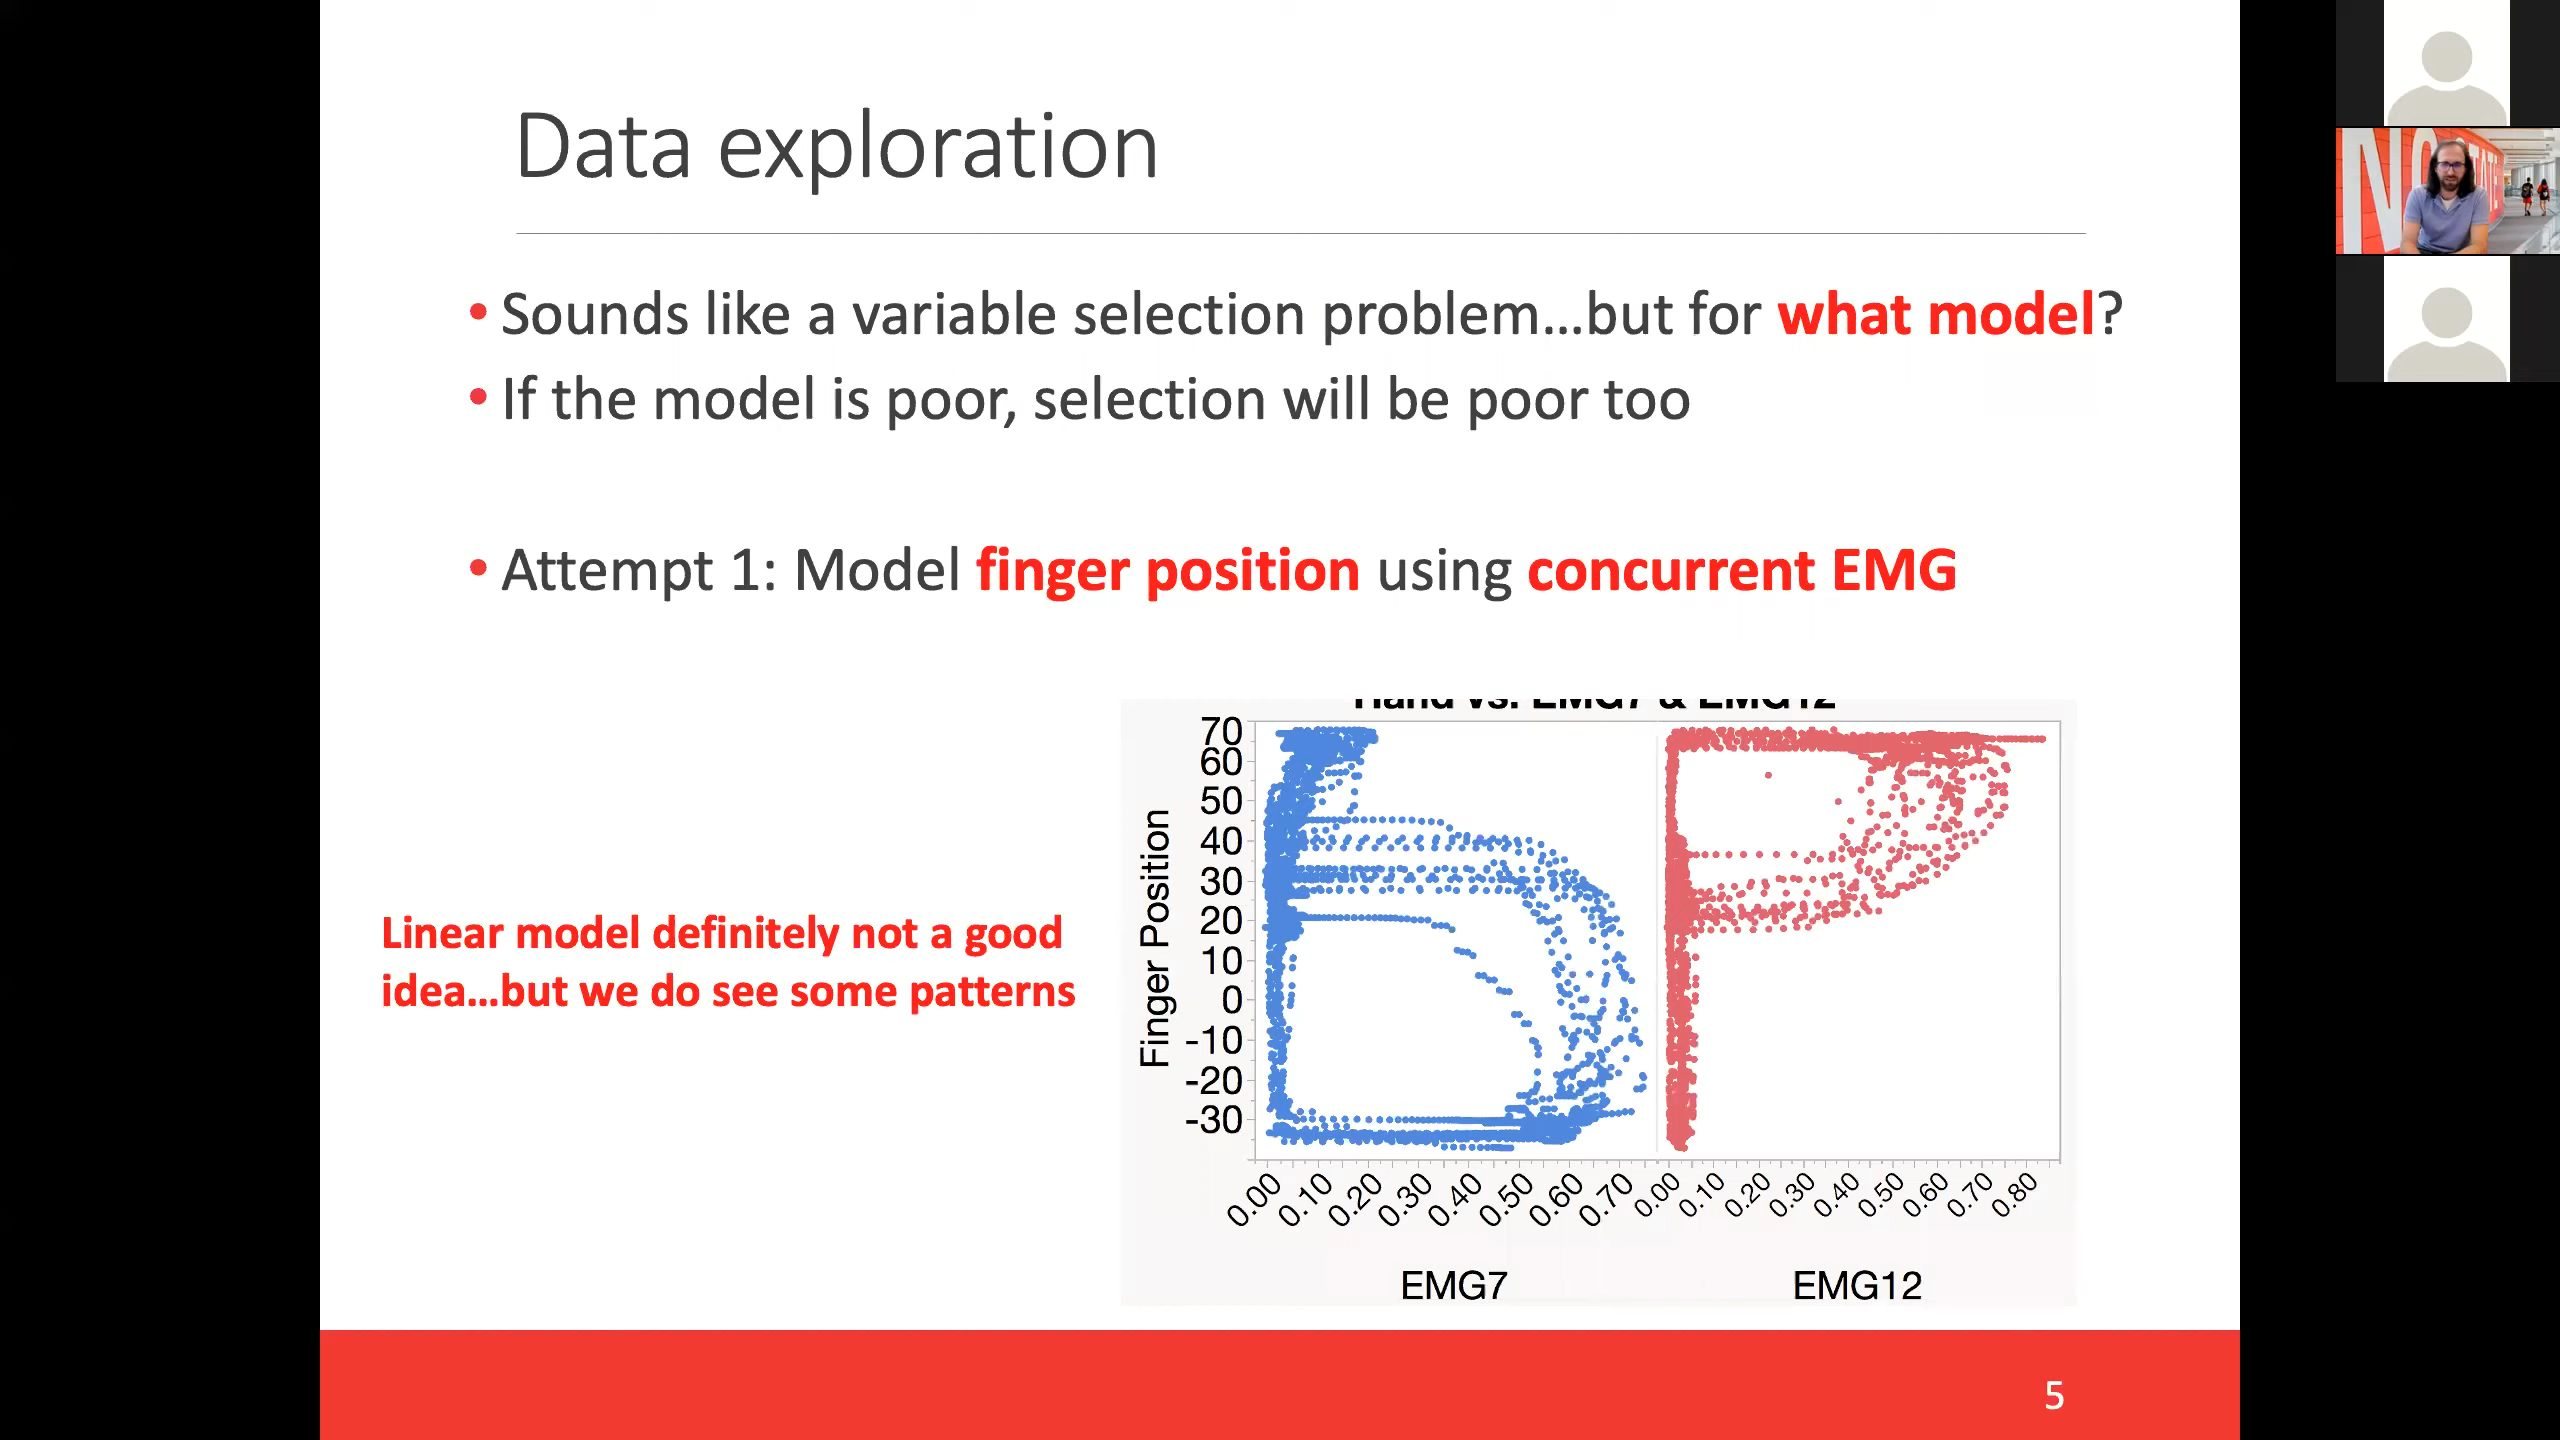 Data exploration
• Sounds like a variable selection problem...but for what model?
• If the model is poor, selection will be poor too
• Attempt 1: Model finger position using concurrent EMG
Linear model definitely not a good
idea...but we do see some patterns
Hand vs. EMG7 & EMG12
Finger Position
70
60
50
40
30
20
10
0
-10
-20
-30
0.00 0.10 0.20 0.30 0.40 0.50 0.60 0.70 0.00 0.10 0.20 0.30 0.40 0.50 0.60 0.70 0.80
EMG7 EMG12
5